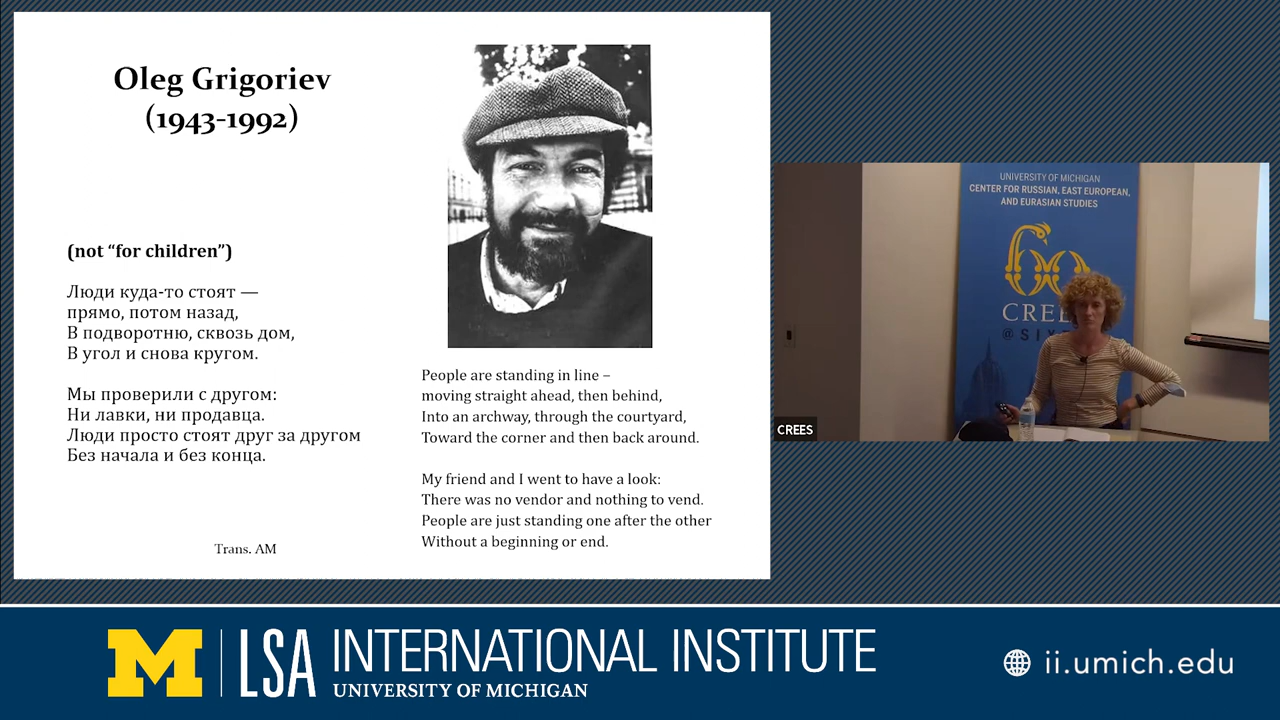 Oleg Grigoriev
(1943-1992)
(not “for children”)
Люди куда-то стоят —
прямо, потом назад,
В подворотню, сквозь дом,
В угол и снова кругом.
Мы проверили с другом:
Ни лавки, ни продавца.
Люди просто стоят друг за другом
Без начала и без конца.
Trans. AM
People are standing in line –
moving straight ahead, then behind,
Into an archway, through the courtyard,
Toward the corner and then back around.
My friend and I went to have a look:
There was no vendor and nothing to vend.
People are just standing one after the other
Without a beginning or end.
UNIVERSITY OF MICHIGAN
CENTER FOR RUSSIAN, EAST EUROPEAN,
AND EURASIAN STUDIES
60
CREES
M LSA INTERNATIONAL INSTITUTE
UNIVERSITY OF MICHIGAN
ii.umich.edu